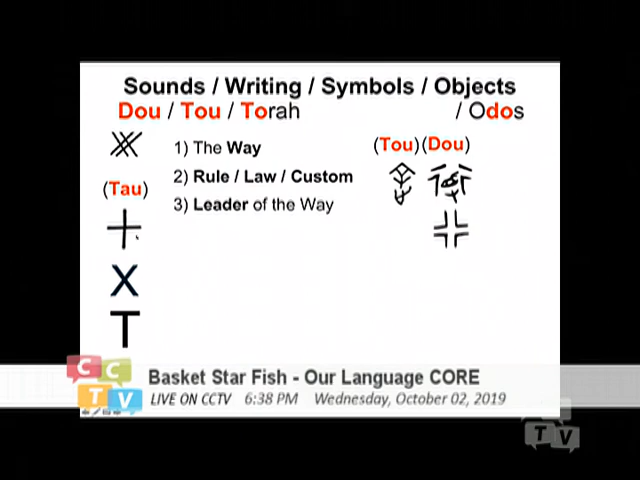 Sounds / Writing / Symbols / Objects
Dou / Tou / Torah / Odos
1) The Way
(Tou)(Dou)
2) Rule / Law / Custom
(Tau)
3) Leader of the Way
X
T
CCTV
Basket Star Fish - Our Language CORE
LIVE ON CCTV 6:38 PM Wednesday, October 02, 2019
TV